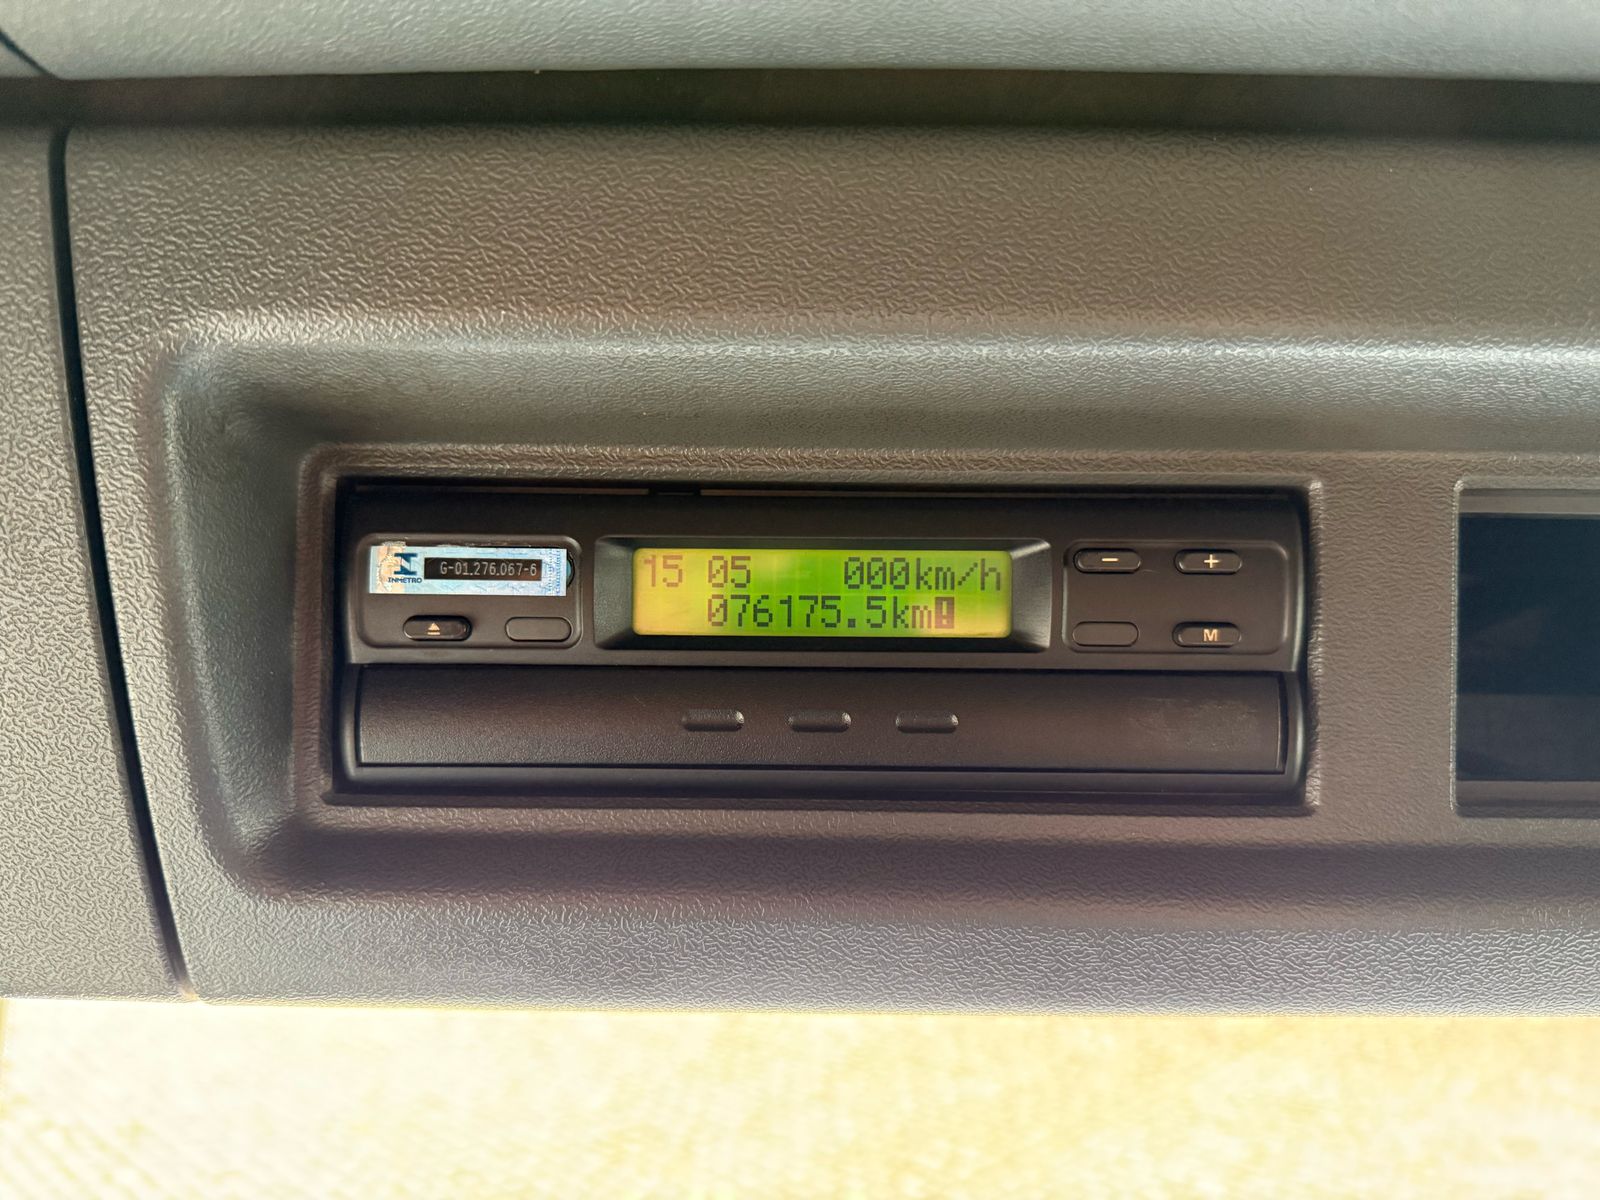 INMETRO
G-01.276.067-6
15 05 000km/h
076175.5km!
- +
M